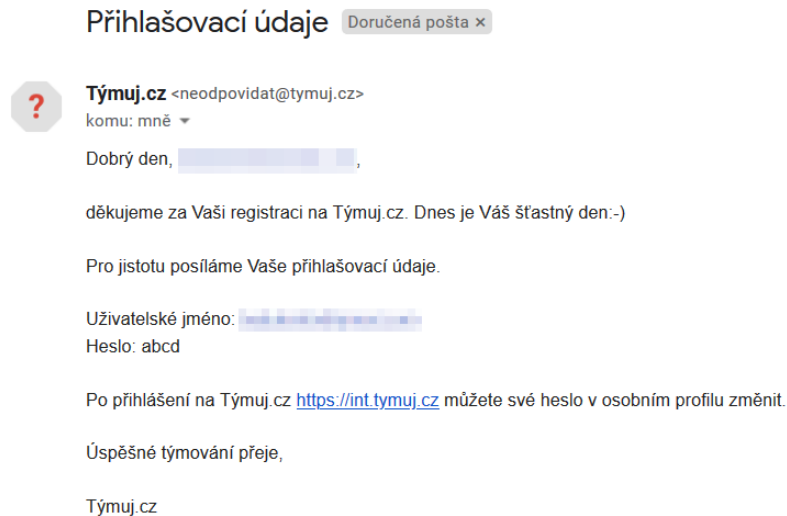 Přihlašovací údaje Doručená pošta ×
?
Týmuj.cz <neodpovidat@tymuj.cz>
komu: mně
Dobrý den, ,
děkujeme za Vaši registraci na Týmuj.cz. Dnes je Váš šťastný den:-)
Pro jistotu posíláme Vaše přihlašovací údaje.
Uživatelské jméno:
Heslo: abcd
Po přihlášení na Týmuj.cz https://int.tymuj.cz můžete své heslo v osobním profilu změnit.
Úspěšné týmování přeje,
Týmuj.cz